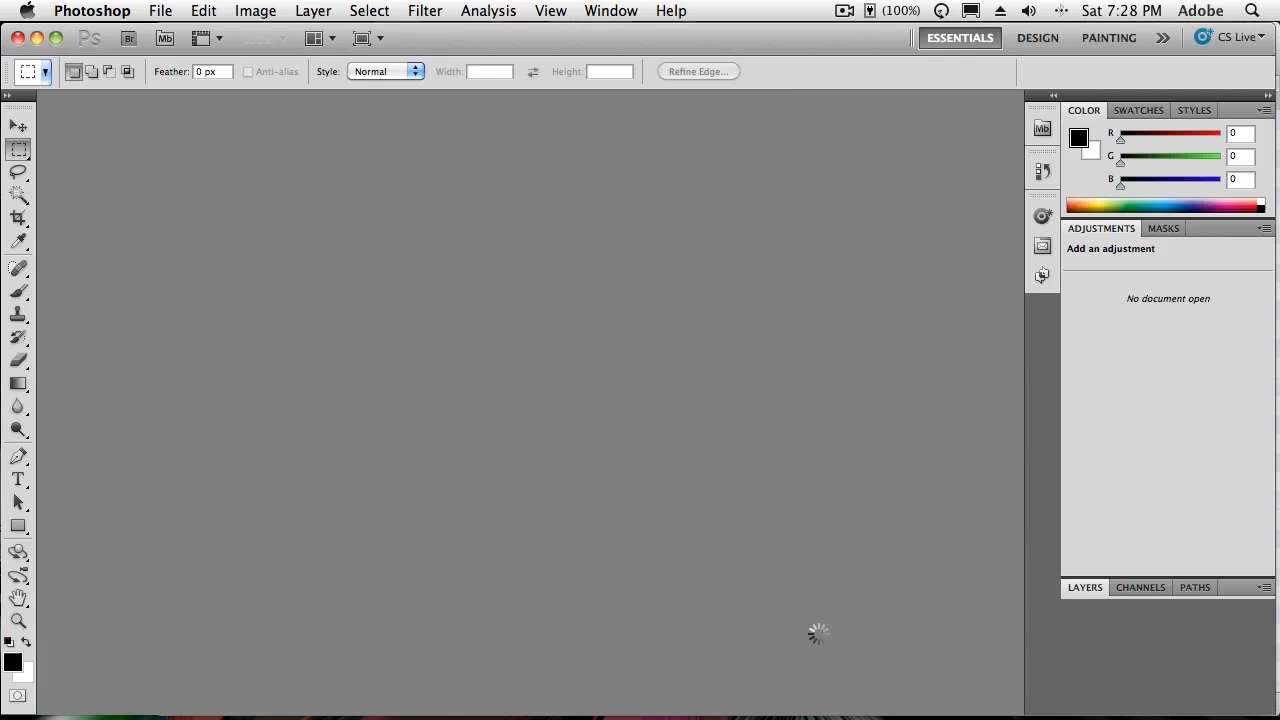 Photoshop File Edit Image Layer Select Filter Analysis View Window Help (100%) Sat 7:28 PM Adobe
Ps Br Mb ESSENTIALS DESIGN PAINTING CS Live
Feather: 0 px Anti-alias Style: Normal Width: Height: Refine Edge...
COLOR SWATCHES STYLES
Mb
R 0
G 0
B 0
ADJUSTMENTS MASKS
Add an adjustment
No document open
T
LAYERS CHANNELS PATHS